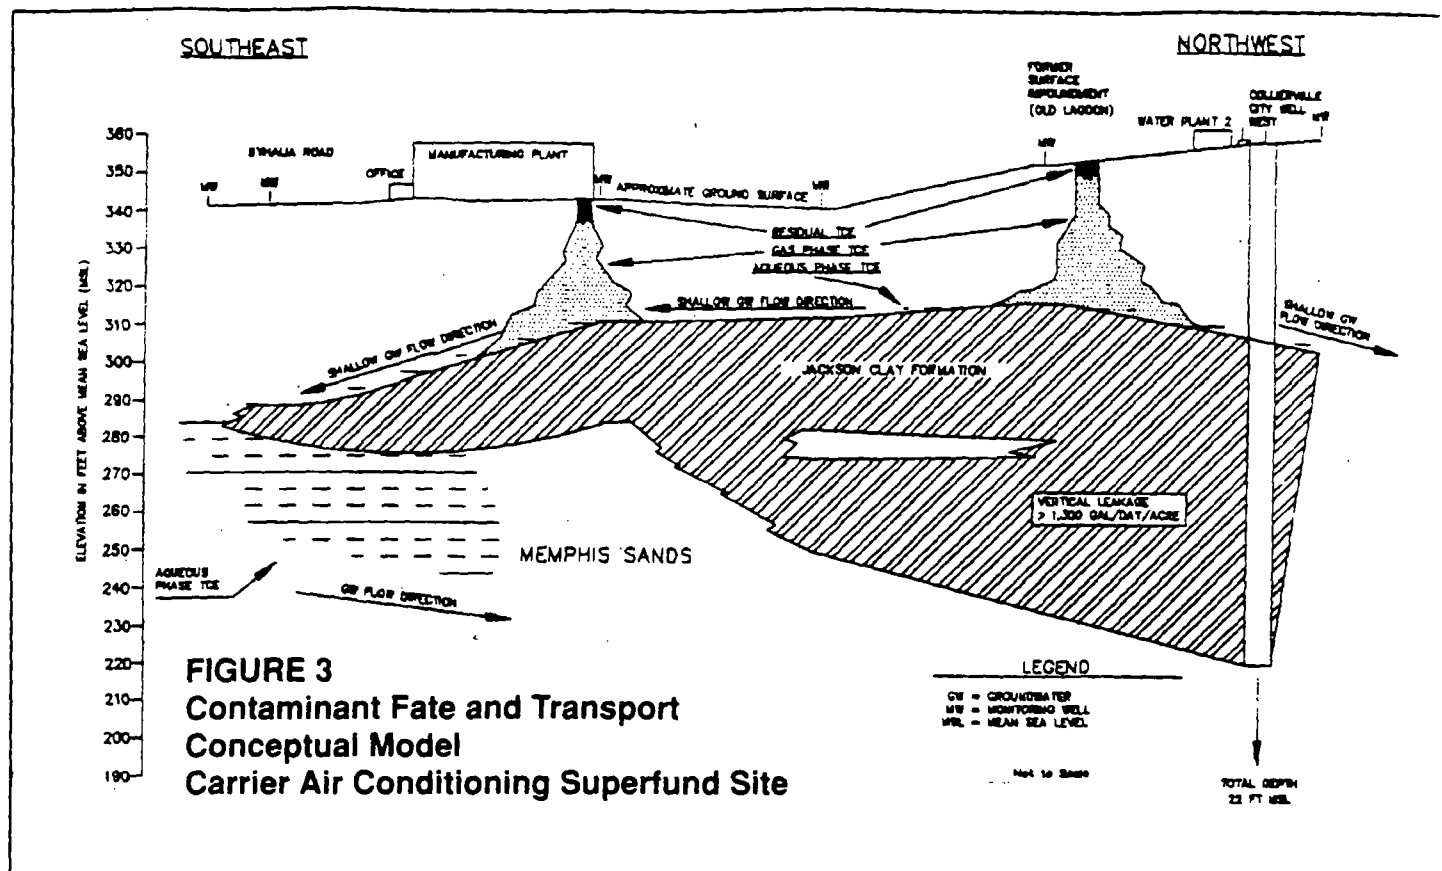 SOUTHEAST
NORTHWEST
FORMER
SURFACE
IMPOUNDMENT
(OLD LAGOON)
WATER PLANT 2
COLLIERVILLE
CITY WELL
WEST
MW
MW
BYHALIA ROAD
MANUFACTURING PLANT
OFFICE
MW
MW
MW
APPROXIMATE GROUND SURFACE
MW
ELEVATION IN FEET ABOVE MEAN SEA LEVEL (MSL)
360
350
340
330
320
310
300
290
280
270
260
250
240
230
220
210
200
190
RESIDUAL TCE
GAS PHASE TCE
AQUEOUS PHASE TCE
SHALLOW GW FLOW DIRECTION
SHALLOW GW FLOW DIRECTION
SHALLOW GW
FLOW DIRECTION
JACKSON CLAY FORMATION
VERTICAL LEAKAGE
> 1,300 GAL/DAY/ACRE
MEMPHIS SANDS
AQUEOUS
PHASE TCE
GW FLOW DIRECTION
FIGURE 3
Contaminant Fate and Transport
Conceptual Model
Carrier Air Conditioning Superfund Site
LEGEND
GW = GROUNDWATER
MW = MONITORING WELL
MSL = MEAN SEA LEVEL
Not to Scale
TOTAL DEPTH
22 FT MSL